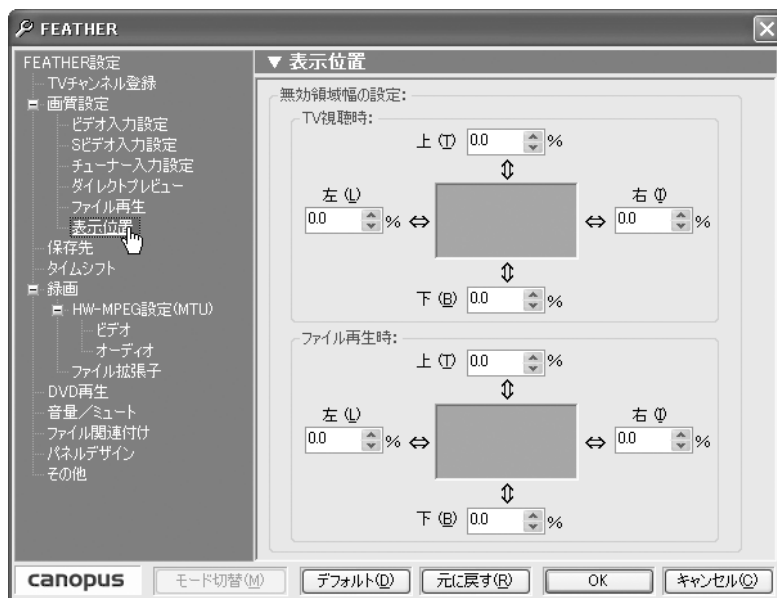 FEATHER
FEATHER設定
TVチャンネル登録
画質設定
ビデオ入力設定
Sビデオ入力設定
チューナー入力設定
ダイレクトプレビュー
ファイル再生
表示位置
保存先
タイムシフト
録画
HW-MPEG設定(MTU)
ビデオ
オーディオ
ファイル拡張子
DVD再生
音量／ミュート
ファイル関連付け
パネルデザイン
その他
▼ 表示位置
無効領域幅の設定:
TV視聴時:
上(T) 0.0 %
左(L) 右(I)
0.0 % ⇔ ⇔ 0.0 %
下(B) 0.0 %
ファイル再生時:
上(T) 0.0 %
左(L) 右(I)
0.0 % ⇔ ⇔ 0.0 %
下(B) 0.0 %
canopus モード切替(M) デフォルト(D) 元に戻す(R) OK キャンセル(C)